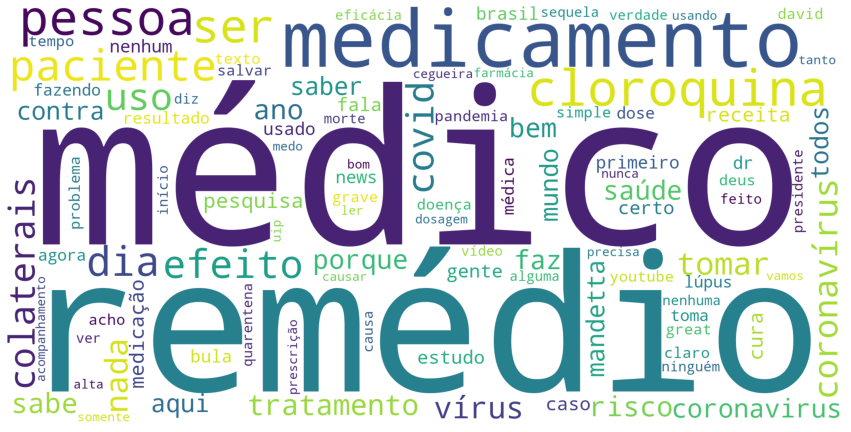 pessoa
eficácia
brasil
sequela
verdade
usando
david
tempo
nenhum
ser
medicamento
paciente
texto
salvar
cegueira
farmácia
tanto
fazendo
diz
uso
ano
saber
fala
cloroquina
contra
resultado
usado
morte
medo
covid
pandemia
bem
simple
dose
receita
todos
médico
problema
início
pesquisa
news
bom
grave
ler
doença
dosagem
médica
mundo
primeiro
nunca
saúde
certo
dr
deus
feito
presidente
uip
colaterais
agora
dia
efeito
porque
vídeo
causar
gente
faz
alguma
precisa
youtube
tomar
vamos
coronavírus
remédio
acompanhamento
acho
ver
medicação
bula
quarentena
prescrição
causa
estudo
mandetta
lúpus
nenhuma
toma
great
claro
ninguém
cura
alta
nada
sabe
somente
aqui
tratamento
vírus
caso
risco
coronavirus